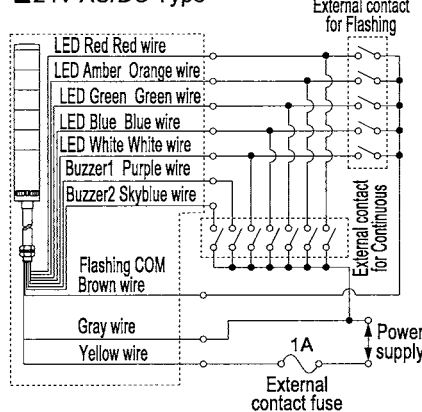 24V AC/DC Type
External contact
for Flashing
LED Red Red wire
LED Amber Orange wire
LED Green Green wire
LED Blue Blue wire
LED White White wire
Buzzer1 Purple wire
Buzzer2 Skyblue wire
External contact
for Continuous
Flashing COM
Brown wire
Gray wire
Yellow wire
1A
Power
supply
External
contact fuse